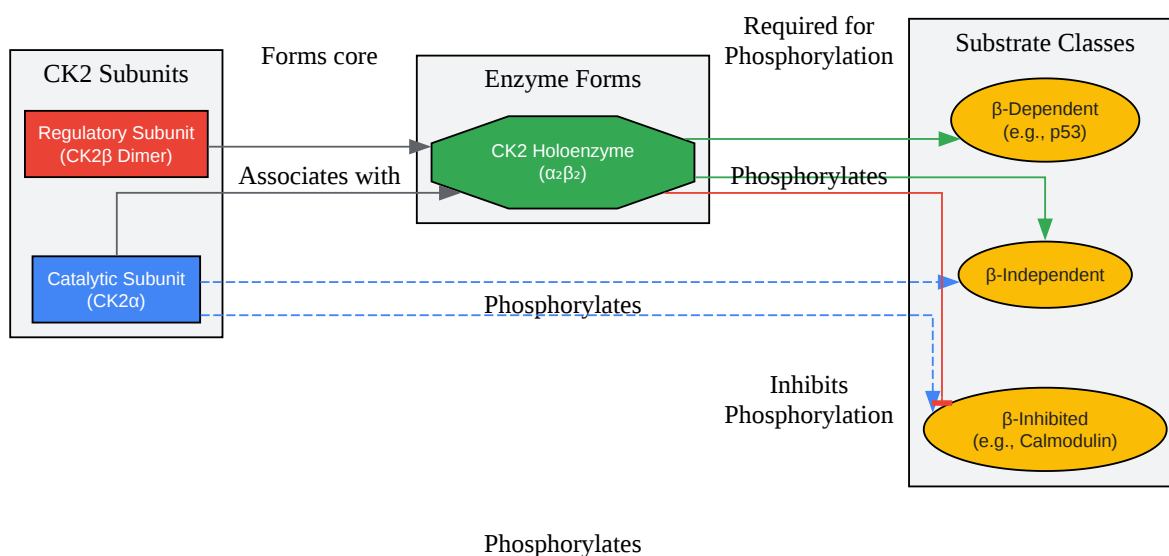 CK2 Subunits
Regulatory Subunit
(CK2β Dimer)
Catalytic Subunit
(CK2α)
Forms core
Associates with
Enzyme Forms
CK2 Holoenzyme
(α₂β₂)
Required for
Phosphorylation
Phosphorylates
Phosphorylates
Inhibits
Phosphorylation
Phosphorylates
Substrate Classes
β-Dependent
(e.g., p53)
β-Independent
β-Inhibited
(e.g., Calmodulin)